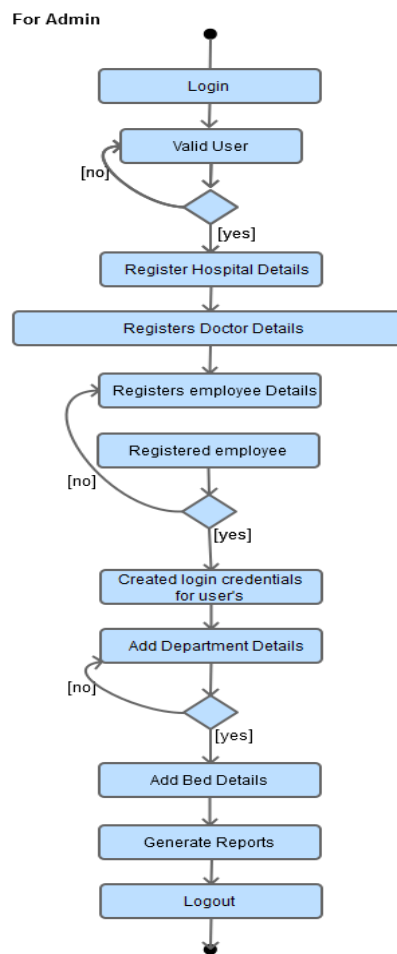 For Admin
Login
Valid User
[no]
[yes]
Register Hospital Details
Registers Doctor Details
Registers employee Details
Registered employee
[no]
[yes]
Created login credentials
for user's
Add Department Details
[no]
[yes]
Add Bed Details
Generate Reports
Logout